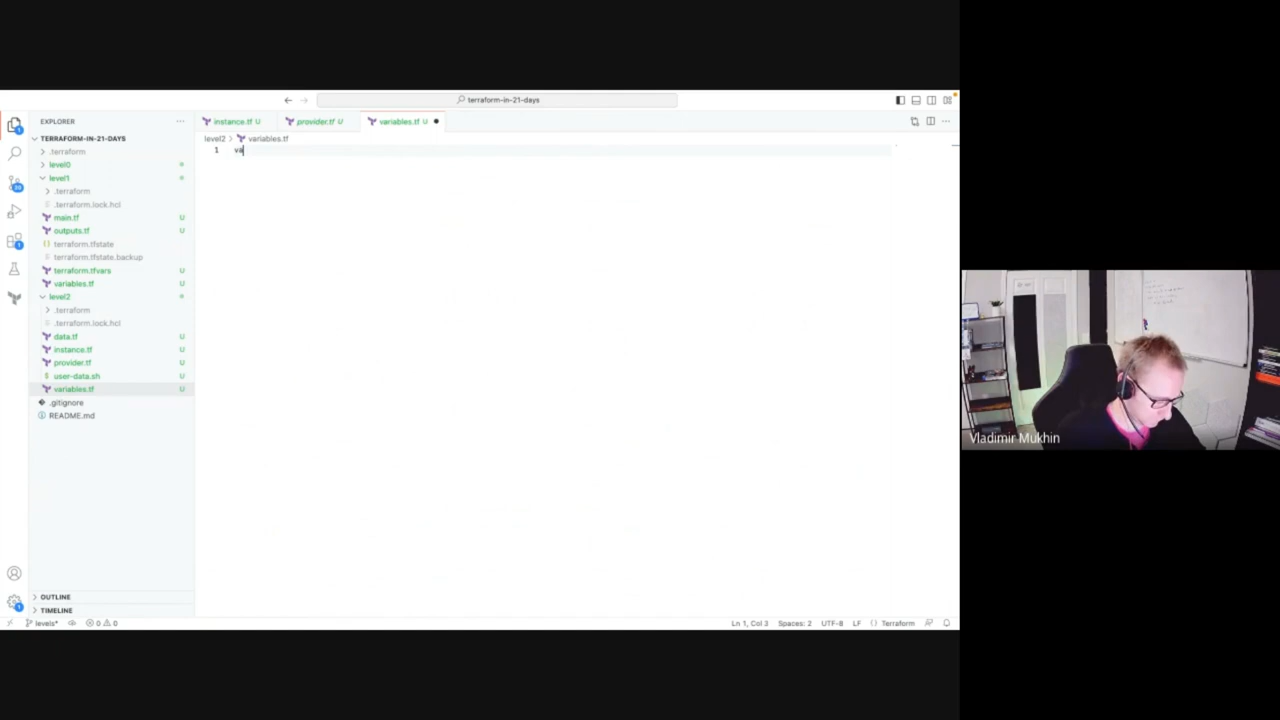 terraform-in-21-days
EXPLORER
instance.tf U
provider.tf U
variables.tf U
TERRAFORM-IN-21-DAYS
level2 > variables.tf
1 va
.terraform
level0
level1
.terraform
.terraform.lock.hcl
main.tf U
outputs.tf U
terraform.tfstate
terraform.tfstate.backup
terraform.tfvars U
variables.tf U
level2
.terraform
.terraform.lock.hcl
data.tf U
instance.tf U
provider.tf U
$ user-data.sh U
variables.tf U
.gitignore
README.md
OUTLINE
TIMELINE
levels* 0 0
Ln 1, Col 3 Spaces: 2 UTF-8 LF Terraform
Vladimir Mukhin